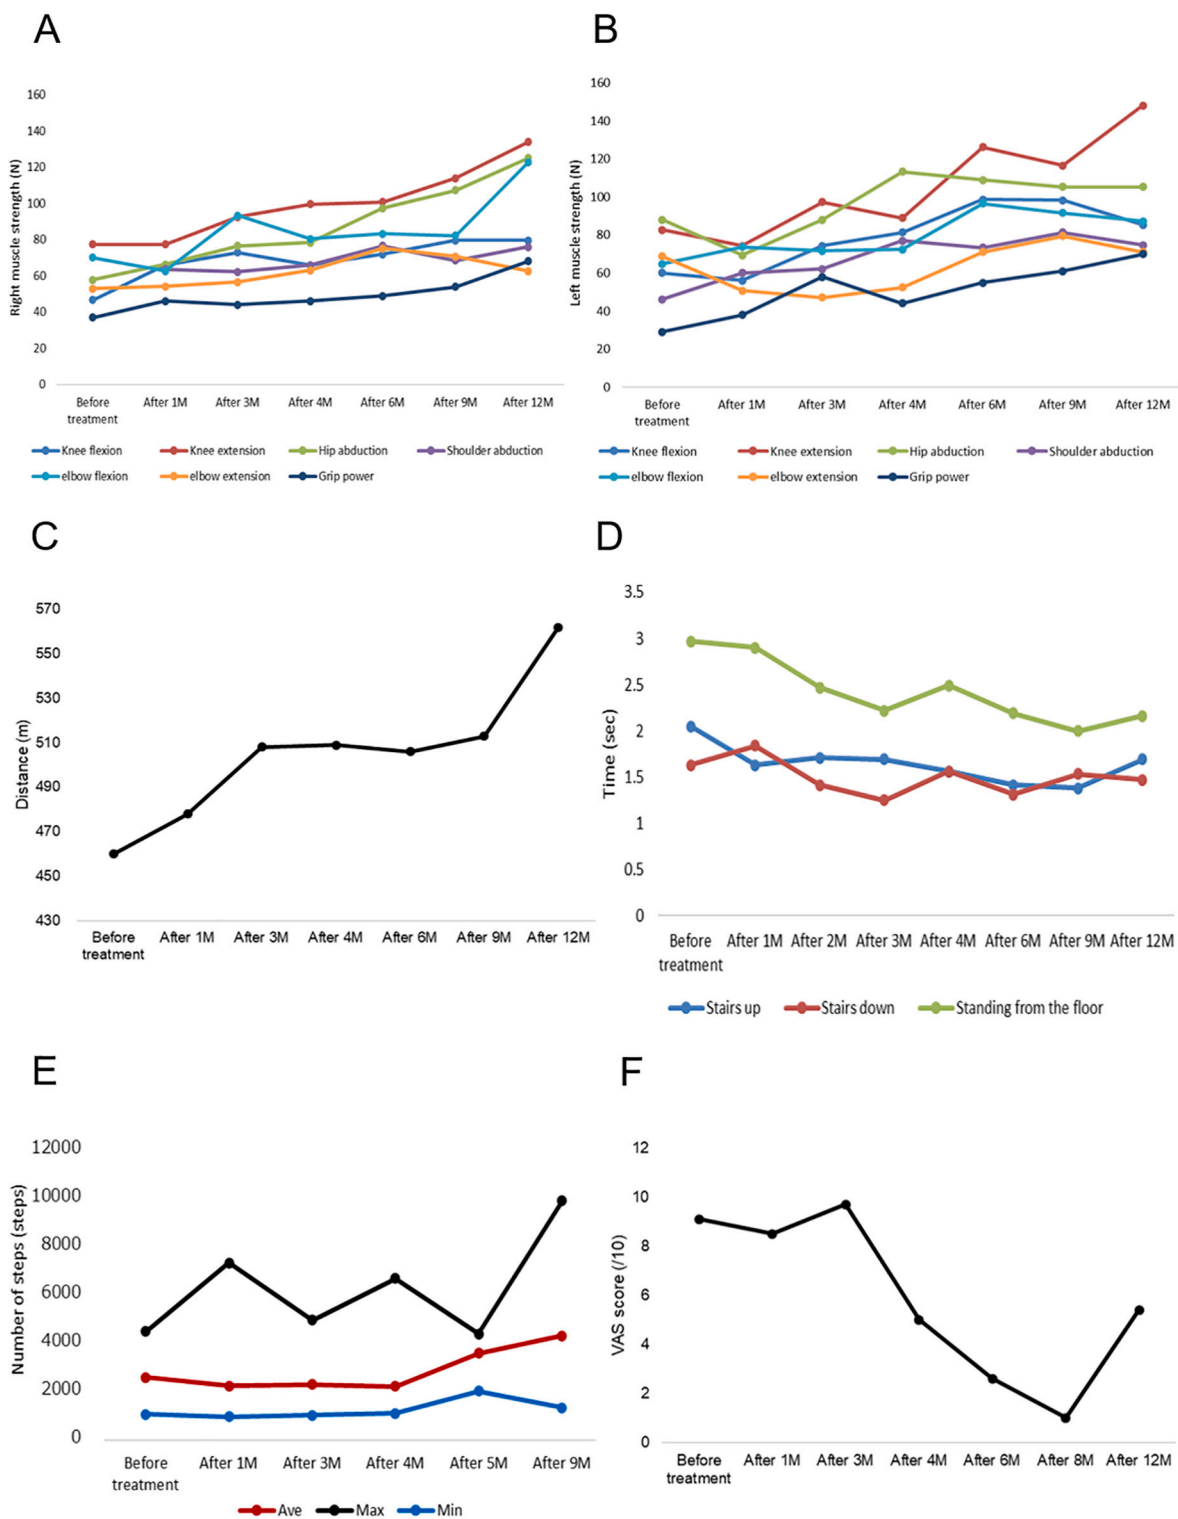 A
Right muscle strength (N)
160
140
120
100
80
60
40
20
0
Before treatment After 1M After 3M After 4M After 6M After 9M After 12M
Knee flexion Knee extension Hip abduction Shoulder abduction
elbow flexion elbow extension Grip power
B
Left muscle strength (N)
160
140
120
100
80
60
40
20
0
Before treatment After 1M After 3M After 4M After 6M After 9M After 12M
Knee flexion Knee extension Hip abduction Shoulder abduction
elbow flexion elbow extension Grip power
C
Distance (m)
570
550
530
510
490
470
450
430
Before treatment After 1M After 3M After 4M After 6M After 9M After 12M
D
Time (sec)
3.5
3
2.5
2
1.5
1
0.5
0
Before treatment After 1M After 2M After 3M After 4M After 6M After 9M After 12M
Stairs up Stairs down Standing from the floor
E
Number of steps (steps)
12000
10000
8000
6000
4000
2000
0
Before treatment After 1M After 3M After 4M After 5M After 9M
Ave Max Min
F
VAS score (/10)
12
10
8
6
4
2
0
Before treatment After 1M After 3M After 4M After 6M After 8M After 12M